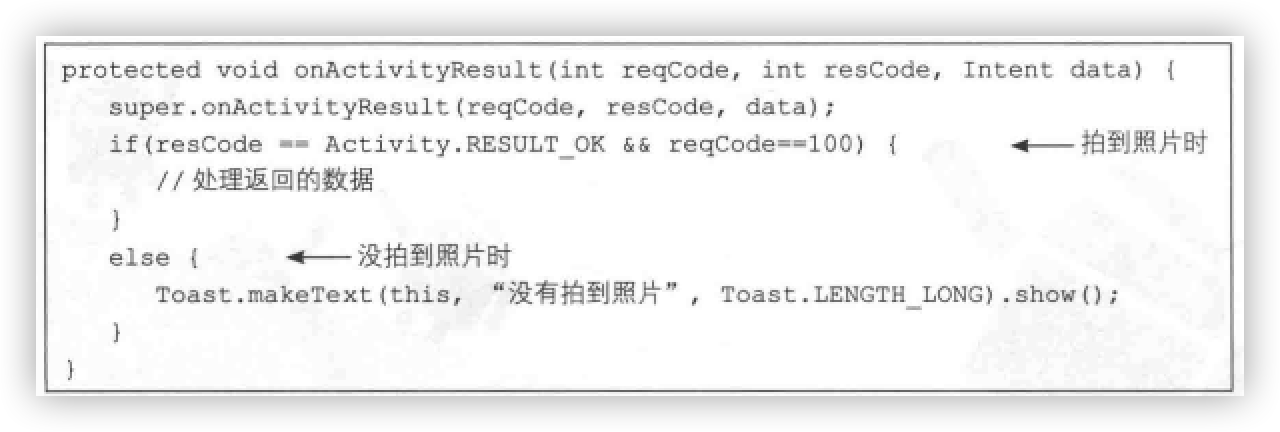 protected void onActivityResult(int reqCode, int resCode, Intent data) {
super.onActivityResult(reqCode, resCode, data);
if(resCode == Activity.RESULT_OK && reqCode==100) { 拍到照片时
// 处理返回的数据
}
else { 没拍到照片时
Toast.makeText(this, “没有拍到照片”, Toast.LENGTH_LONG).show();
}
}